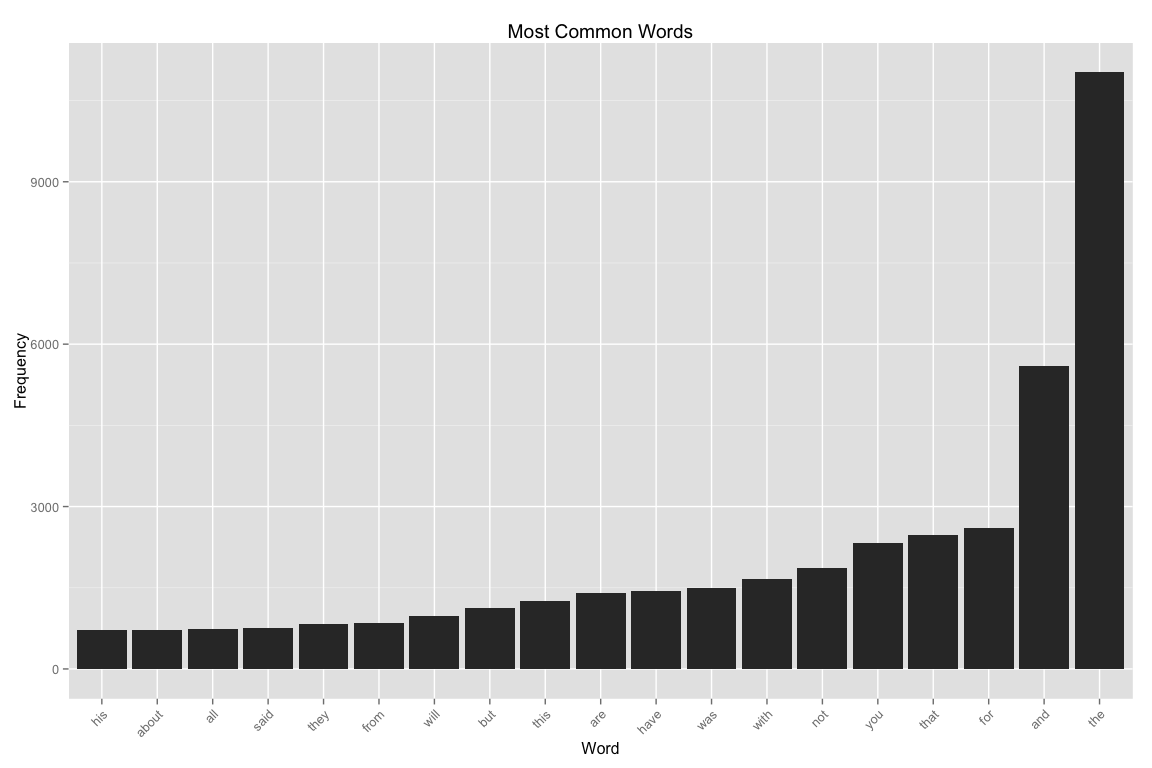 Most Common Words
Frequency
9000
6000
3000
0
his about all said they from will but this are have was with not you that for and the
Word